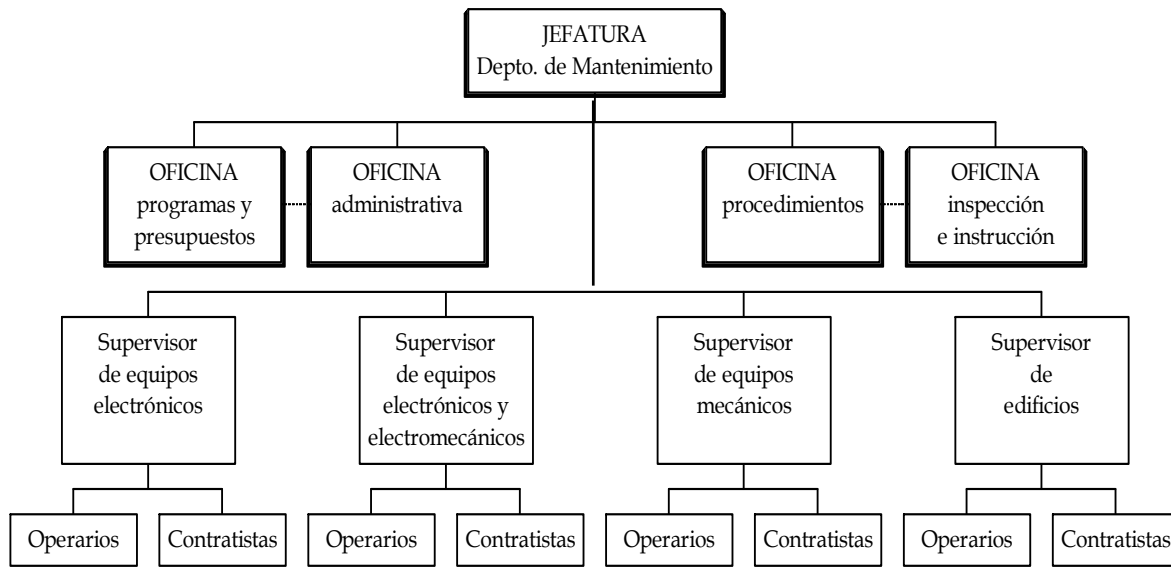 JEFATURA
Depto. de Mantenimiento
OFICINA
programas y
presupuestos
OFICINA
administrativa
OFICINA
procedimientos
OFICINA
inspección
e instrucción
Supervisor
de equipos
electrónicos
Supervisor
de equipos
electrónicos y
electromecánicos
Supervisor
de equipos
mecánicos
Supervisor
de
edificios
Operarios
Contratistas
Operarios
Contratistas
Operarios
Contratistas
Operarios
Contratistas